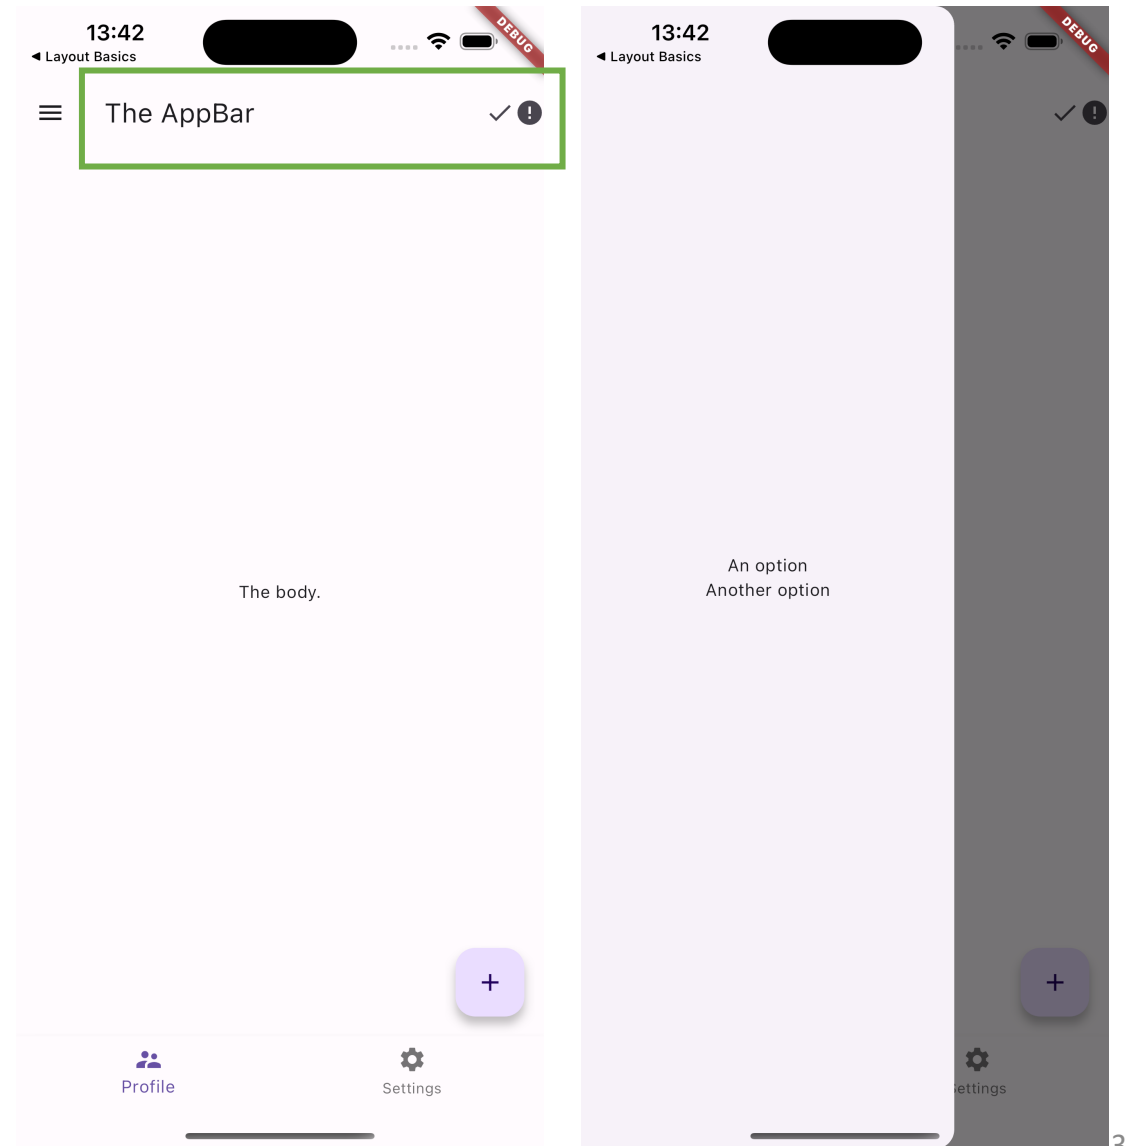 13:42
◀ Layout Basics
DEBUG
The AppBar
The body.
Profile
Settings
13:42
◀ Layout Basics
DEBUG
An option
Another option
ettings
3